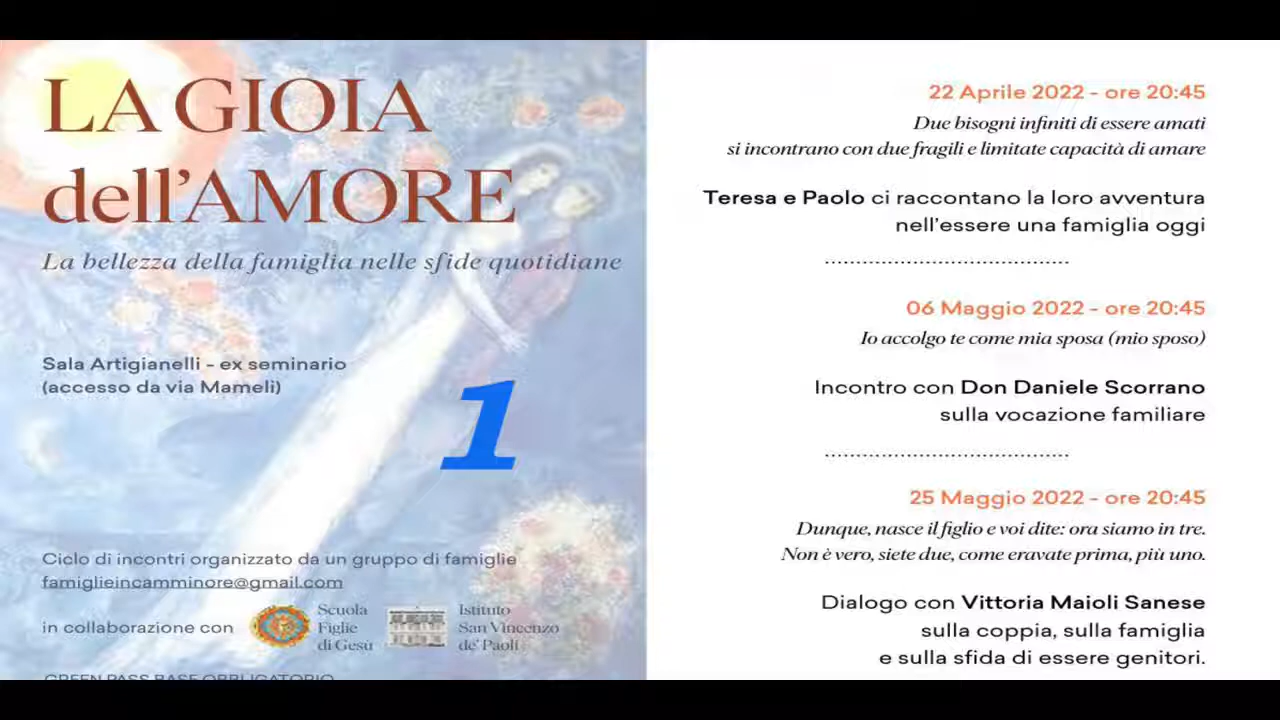 LA GIOIA
dell'AMORE
La bellezza della famiglia nelle sfide quotidiane
Sala Artigianelli - ex seminario
(accesso da via Mameli)
1
Ciclo di incontri organizzato da un gruppo di famiglie
famiglieincamminore@gmail.com
in collaborazione con
Scuola
Figlie
di Gesù
Istituto
San Vincenzo
de' Paoli
GREEN PASS BASE OBBLIGATORIO
22 Aprile 2022 - ore 20:45
Due bisogni infiniti di essere amati
si incontrano con due fragili e limitate capacità di amare
Teresa e Paolo ci raccontano la loro avventura
nell'essere una famiglia oggi
06 Maggio 2022 - ore 20:45
Io accolgo te come mia sposa (mio sposo)
Incontro con Don Daniele Scorrano
sulla vocazione familiare
25 Maggio 2022 - ore 20:45
Dunque, nasce il figlio e voi dite: ora siamo in tre.
Non è vero, siete due, come eravate prima, più uno.
Dialogo con Vittoria Maioli Sanese
sulla coppia, sulla famiglia
e sulla sfida di essere genitori.